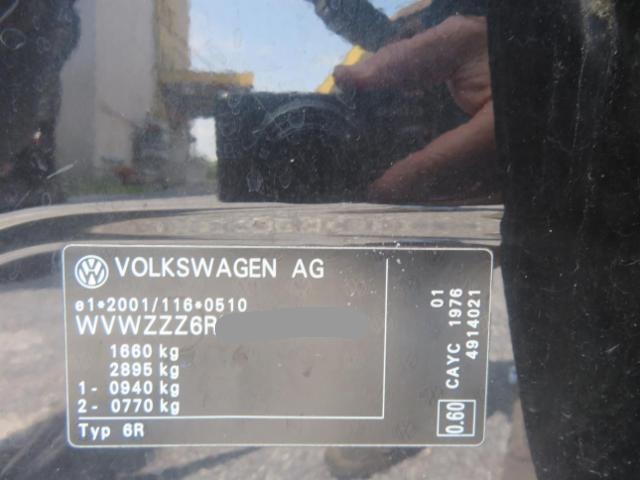 VOLKSWAGEN AG
e1*2001/116*0510
WVWZZZ6R
1660 kg
2895 kg
1- 0940 kg
2- 0770 kg
Typ 6R
01
CAYC 1976
4914021
0.60